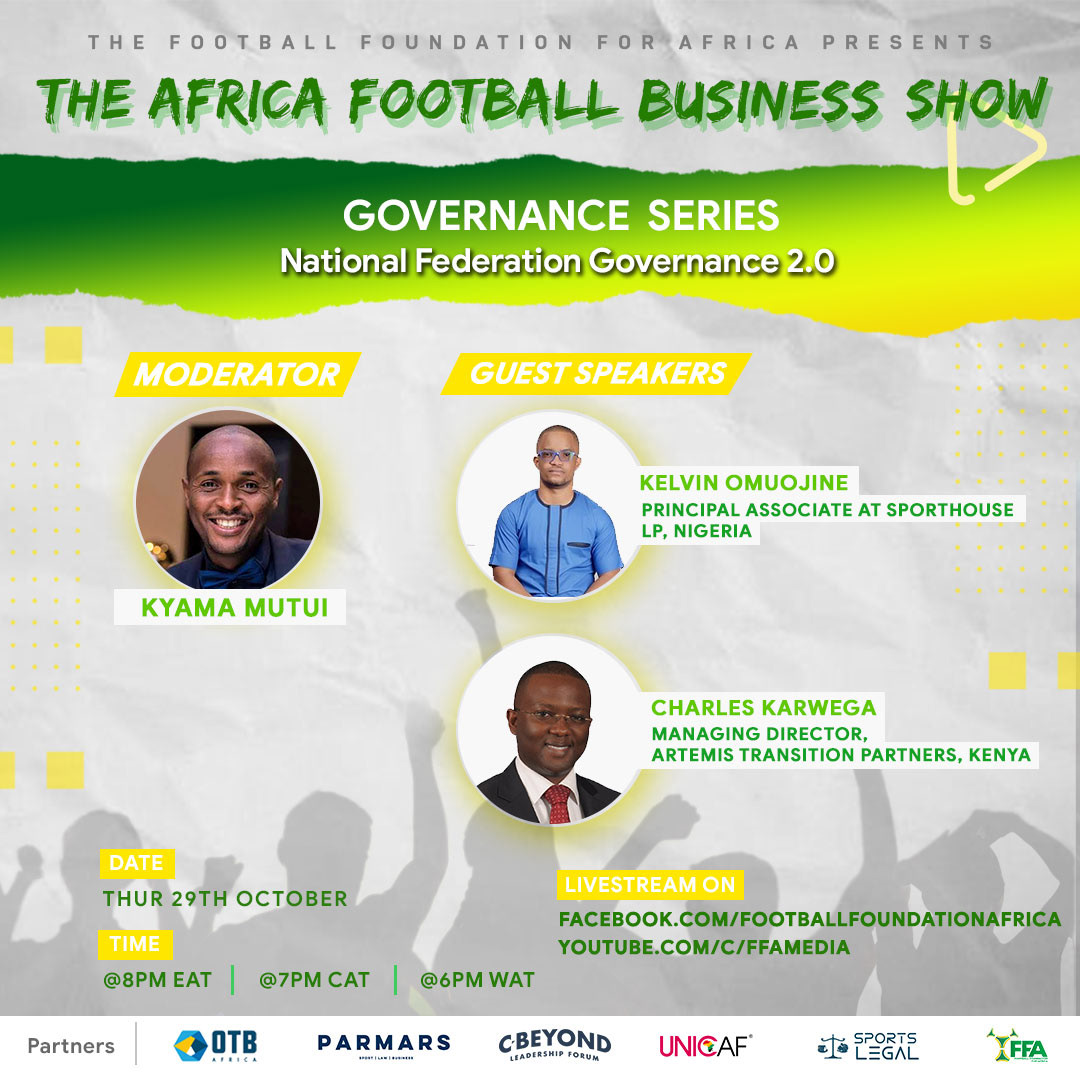 THE FOOTBALL FOUNDATION FOR AFRICA PRESENTS
THE AFRICA FOOTBALL BUSINESS SHOW
GOVERNANCE SERIES
National Federation Governance 2.0
MODERATOR
KYAMA MUTUI
GUEST SPEAKERS
KELVIN OMUOJINE
PRINCIPAL ASSOCIATE AT SPORTHOUSE
LP, NIGERIA
CHARLES KARWEGA
MANAGING DIRECTOR,
ARTEMIS TRANSITION PARTNERS, KENYA
DATE
THUR 29TH OCTOBER
TIME
@8PM EAT @7PM CAT @6PM WAT
LIVESTREAM ON
FACEBOOK.COM/FOOTBALLFOUNDATIONAFRICA
YOUTUBE.COM/C/FFAMEDIA
Partners
OTB
AFRICA
PARMARS
SPORT | LAW | BUSINESS
C-BEYOND
LEADERSHIP FORUM
UNICAF
SPORTS
LEGAL
FFA